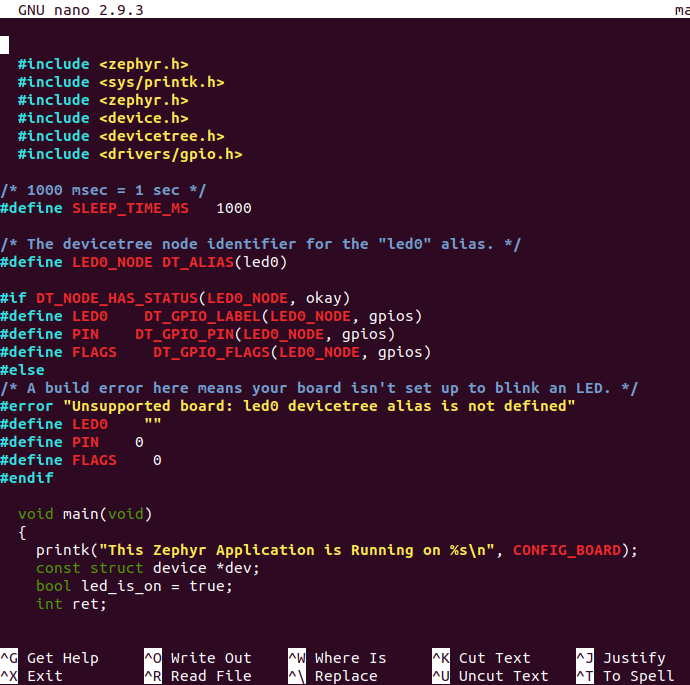 GNU nano 2.9.3 ma
#include <zephyr.h>
#include <sys/printk.h>
#include <zephyr.h>
#include <device.h>
#include <devicetree.h>
#include <drivers/gpio.h>
/* 1000 msec = 1 sec */
#define SLEEP_TIME_MS   1000
/* The devicetree node identifier for the "led0" alias. */
#define LED0_NODE DT_ALIAS(led0)
#if DT_NODE_HAS_STATUS(LED0_NODE, okay)
#define LED0    DT_GPIO_LABEL(LED0_NODE, gpios)
#define PIN    DT_GPIO_PIN(LED0_NODE, gpios)
#define FLAGS    DT_GPIO_FLAGS(LED0_NODE, gpios)
#else
/* A build error here means your board isn't set up to blink an LED. */
#error "Unsupported board: led0 devicetree alias is not defined"
#define LED0    ""
#define PIN    0
#define FLAGS    0
#endif
void main(void)
{
printk("This Zephyr Application is Running on %s\n", CONFIG_BOARD);
const struct device *dev;
bool led_is_on = true;
int ret;
^G Get Help ^O Write Out ^W Where Is ^K Cut Text ^J Justify
^X Exit ^R Read File ^\ Replace ^U Uncut Text ^T To Spell